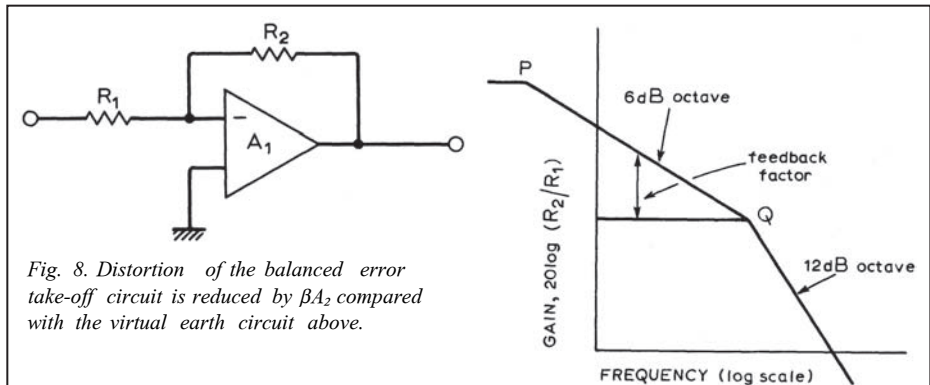 R₂
R₁
−
A₁
Fig. 8. Distortion of the balanced error
take-off circuit is reduced by βA₂ compared
with the virtual earth circuit above.
P
6dB octave
feedback
factor
Q
12dB octave
GAIN, 20log (R₂/R₁)
FREQUENCY (log scale)